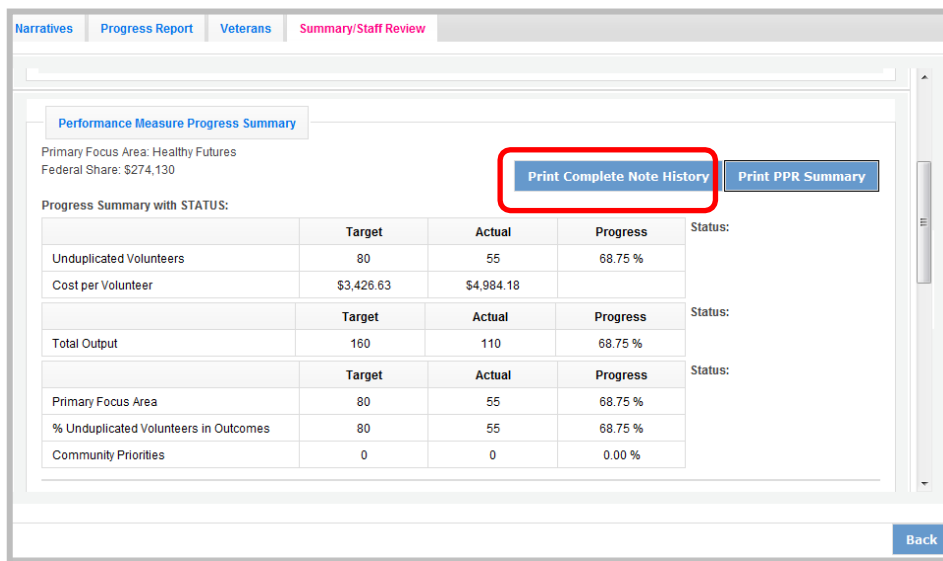 Narratives Progress Report Veterans Summary/Staff Review
Performance Measure Progress Summary
Primary Focus Area: Healthy Futures
Federal Share: $274,130
Print Complete Note History Print PPR Summary
Progress Summary with STATUS:
Target Actual Progress Status:
Unduplicated Volunteers 80 55 68.75 %
Cost per Volunteer $3,426.63 $4,984.18
Target Actual Progress Status:
Total Output 160 110 68.75 %
Target Actual Progress Status:
Primary Focus Area 80 55 68.75 %
% Unduplicated Volunteers in Outcomes 80 55 68.75 %
Community Priorities 0 0 0.00 %
Back